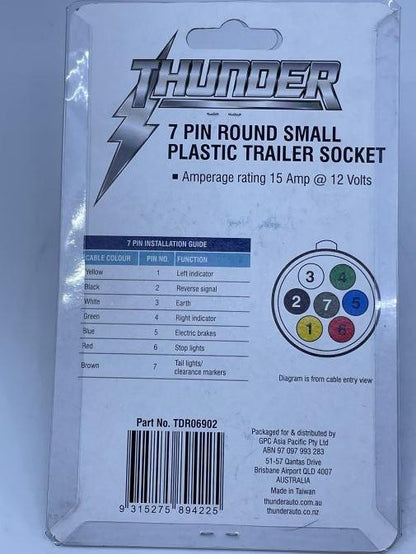 THUNDER
7 PIN ROUND SMALL
PLASTIC TRAILER SOCKET
■ Amperage rating 15 Amp @ 12 Volts
7 PIN INSTALLATION GUIDE
CABLE COLOUR PIN NO. FUNCTION
Yellow 1 Left indicator
Black 2 Reverse signal
White 3 Earth
Green 4 Right indicator
Blue 5 Electric brakes
Red 6 Stop lights
Brown 7 Tail lights/
clearance markers
3 4
2 7 5
1 6
Diagram is from cable entry view
Part No. TDR06902
9 315275 894225
Packaged for & distributed by
GPC Asia Pacific Pty Ltd
ABN 97 097 993 283
51-57 Qantas Drive
Brisbane Airport QLD 4007
AUSTRALIA
Made in Taiwan
thunderauto.com.au
thunderauto.co.nz